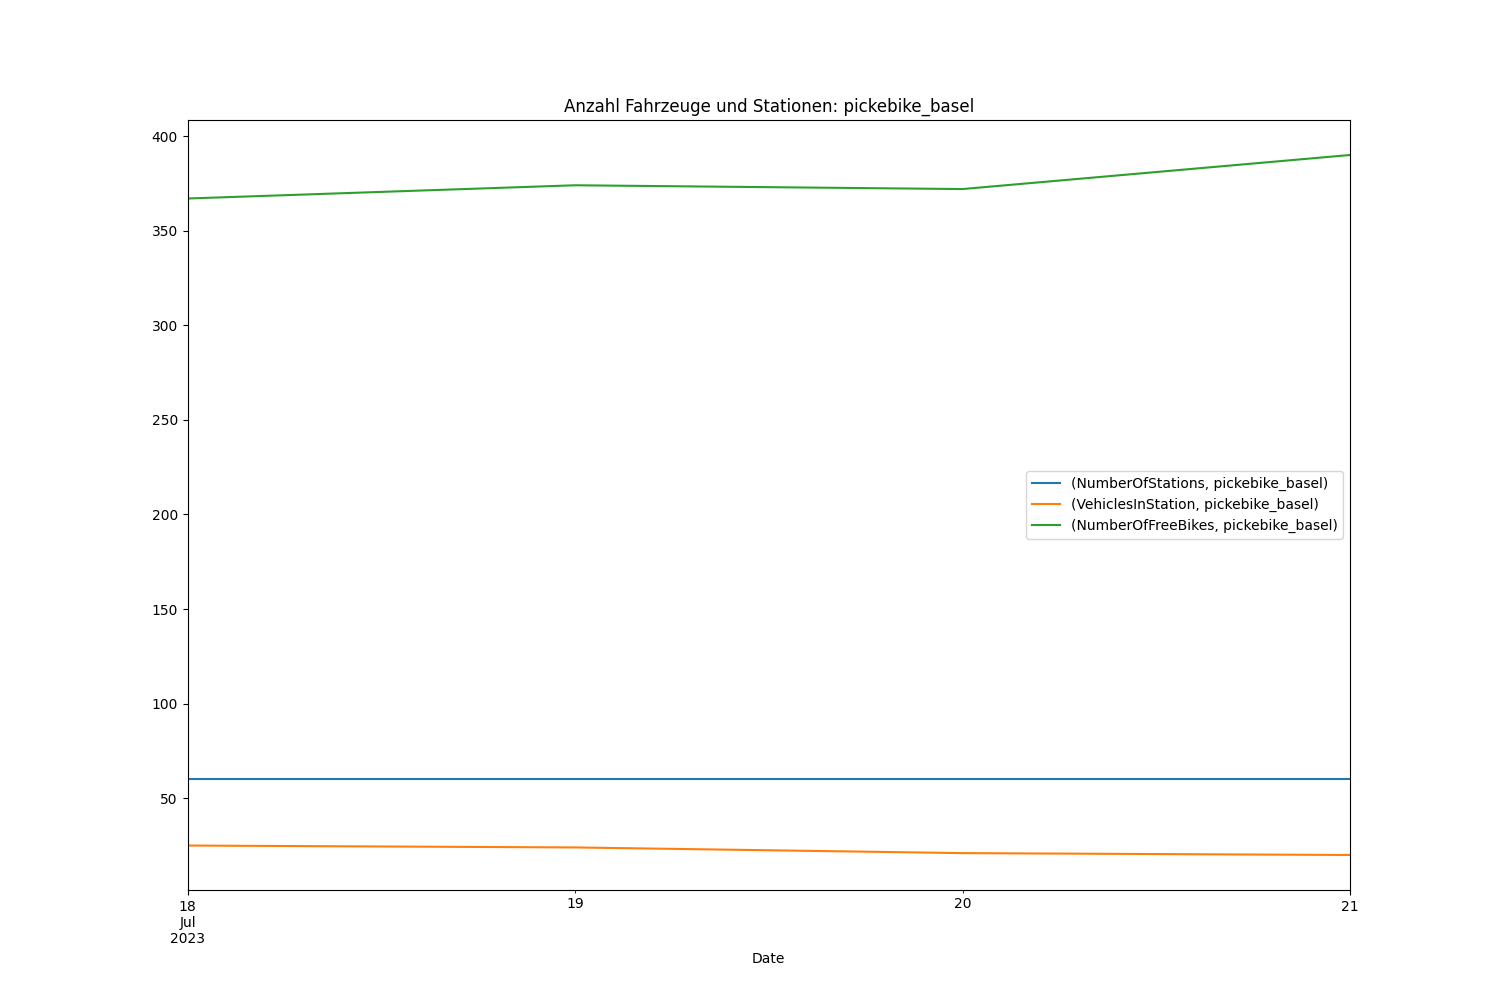 Anzahl Fahrzeuge und Stationen: pickebike_basel
400
350
300
250
200
150
100
50
(NumberOfStations, pickebike_basel)
(VehiclesInStation, pickebike_basel)
(NumberOfFreeBikes, pickebike_basel)
18 19 20 21
Jul
2023
Date